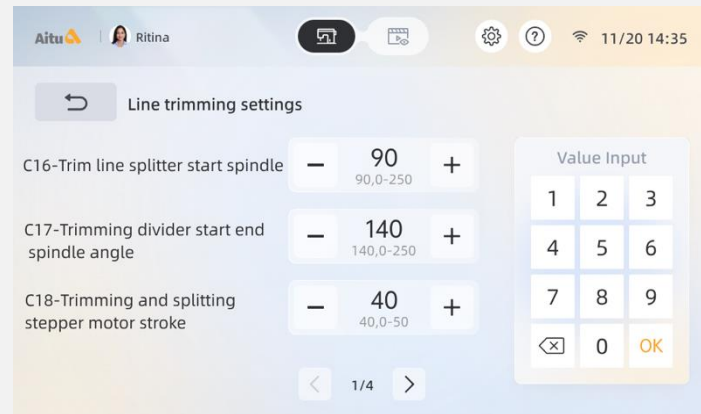 Aitu Ritina 11/20 14:35
Line trimming settings
C16-Trim line splitter start spindle
90
90,0-250
C17-Trimming divider start end
spindle angle
140
140,0-250
C18-Trimming and splitting
stepper motor stroke
40
40,0-50
1/4
Value Input
1 2 3
4 5 6
7 8 9
0 OK